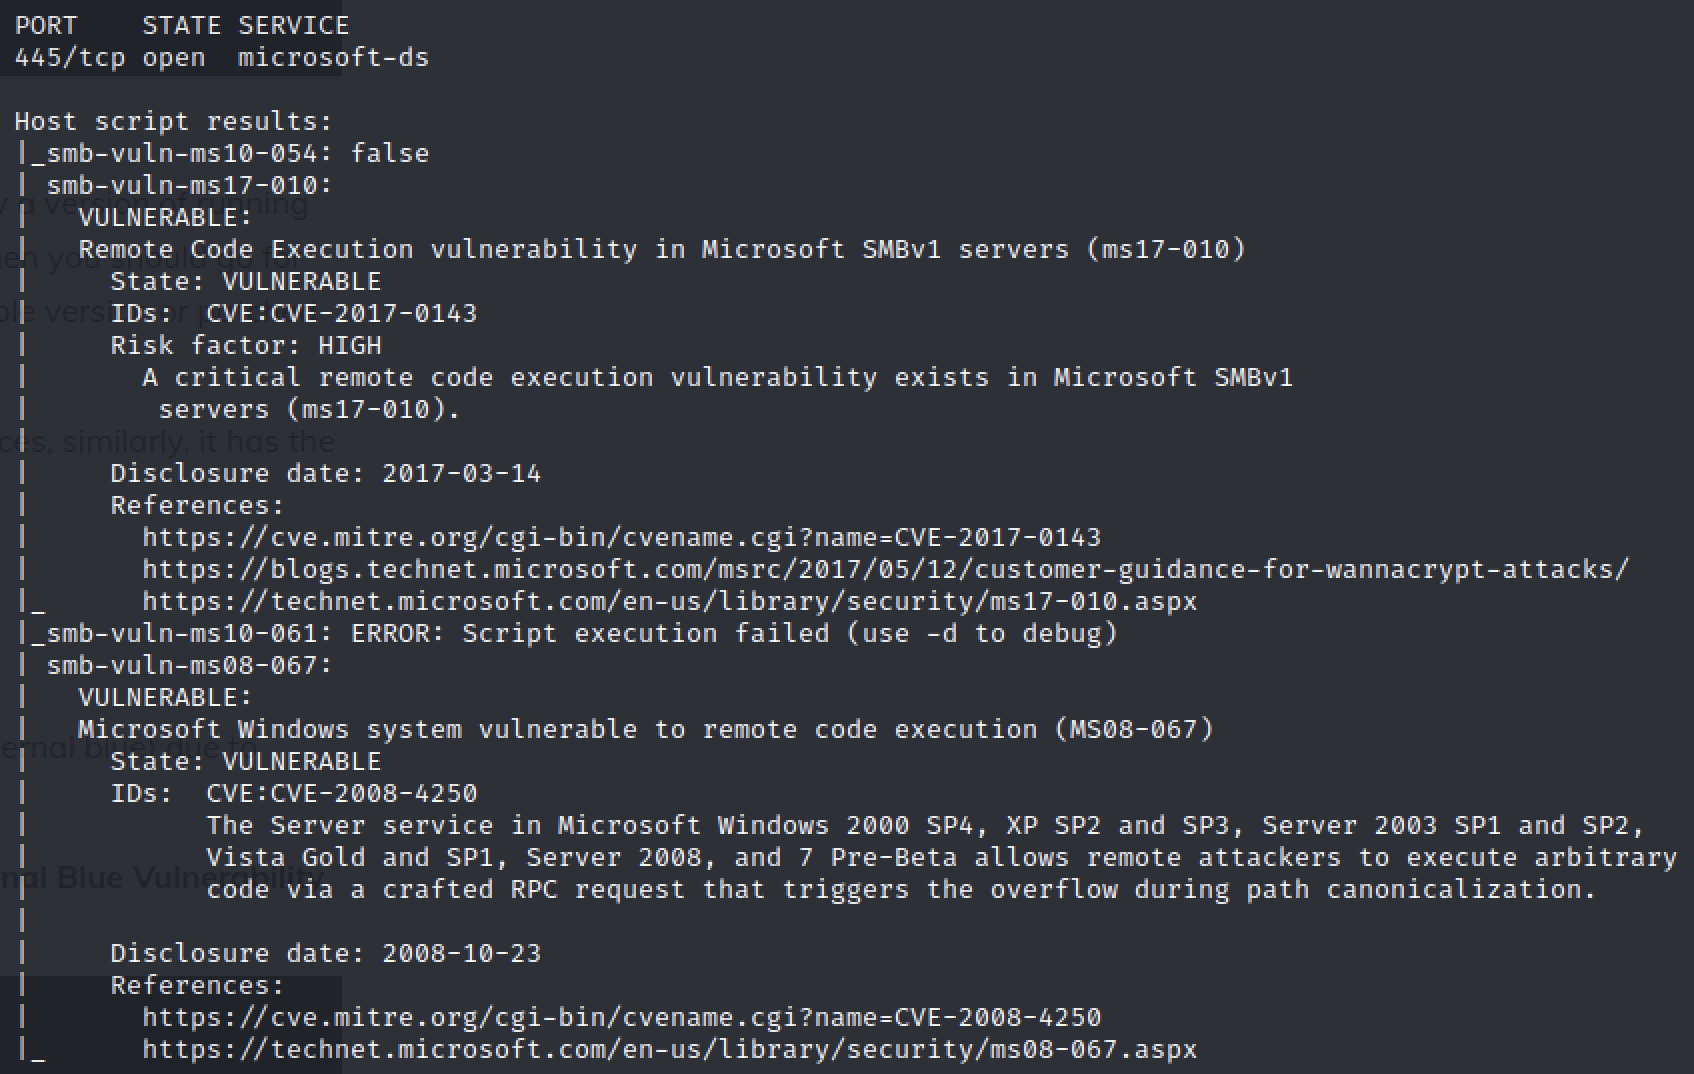 PORT     STATE SERVICE
445/tcp open  microsoft-ds

Host script results:
|_smb-vuln-ms10-054: false
| smb-vuln-ms17-010:
|   VULNERABLE:
|   Remote Code Execution vulnerability in Microsoft SMBv1 servers (ms17-010)
|     State: VULNERABLE
|     IDs:  CVE:CVE-2017-0143
|     Risk factor: HIGH
|       A critical remote code execution vulnerability exists in Microsoft SMBv1
|        servers (ms17-010).
|
|     Disclosure date: 2017-03-14
|     References:
|       https://cve.mitre.org/cgi-bin/cvename.cgi?name=CVE-2017-0143
|       https://blogs.technet.microsoft.com/msrc/2017/05/12/customer-guidance-for-wannacrypt-attacks/
|_      https://technet.microsoft.com/en-us/library/security/ms17-010.aspx
|_smb-vuln-ms10-061: ERROR: Script execution failed (use -d to debug)
| smb-vuln-ms08-067:
|   VULNERABLE:
|   Microsoft Windows system vulnerable to remote code execution (MS08-067)
|     State: VULNERABLE
|     IDs:  CVE:CVE-2008-4250
|           The Server service in Microsoft Windows 2000 SP4, XP SP2 and SP3, Server 2003 SP1 and SP2,
|           Vista Gold and SP1, Server 2008, and 7 Pre-Beta allows remote attackers to execute arbitrary
|           code via a crafted RPC request that triggers the overflow during path canonicalization.
|
|     Disclosure date: 2008-10-23
|     References:
|       https://cve.mitre.org/cgi-bin/cvename.cgi?name=CVE-2008-4250
|_      https://technet.microsoft.com/en-us/library/security/ms08-067.aspx